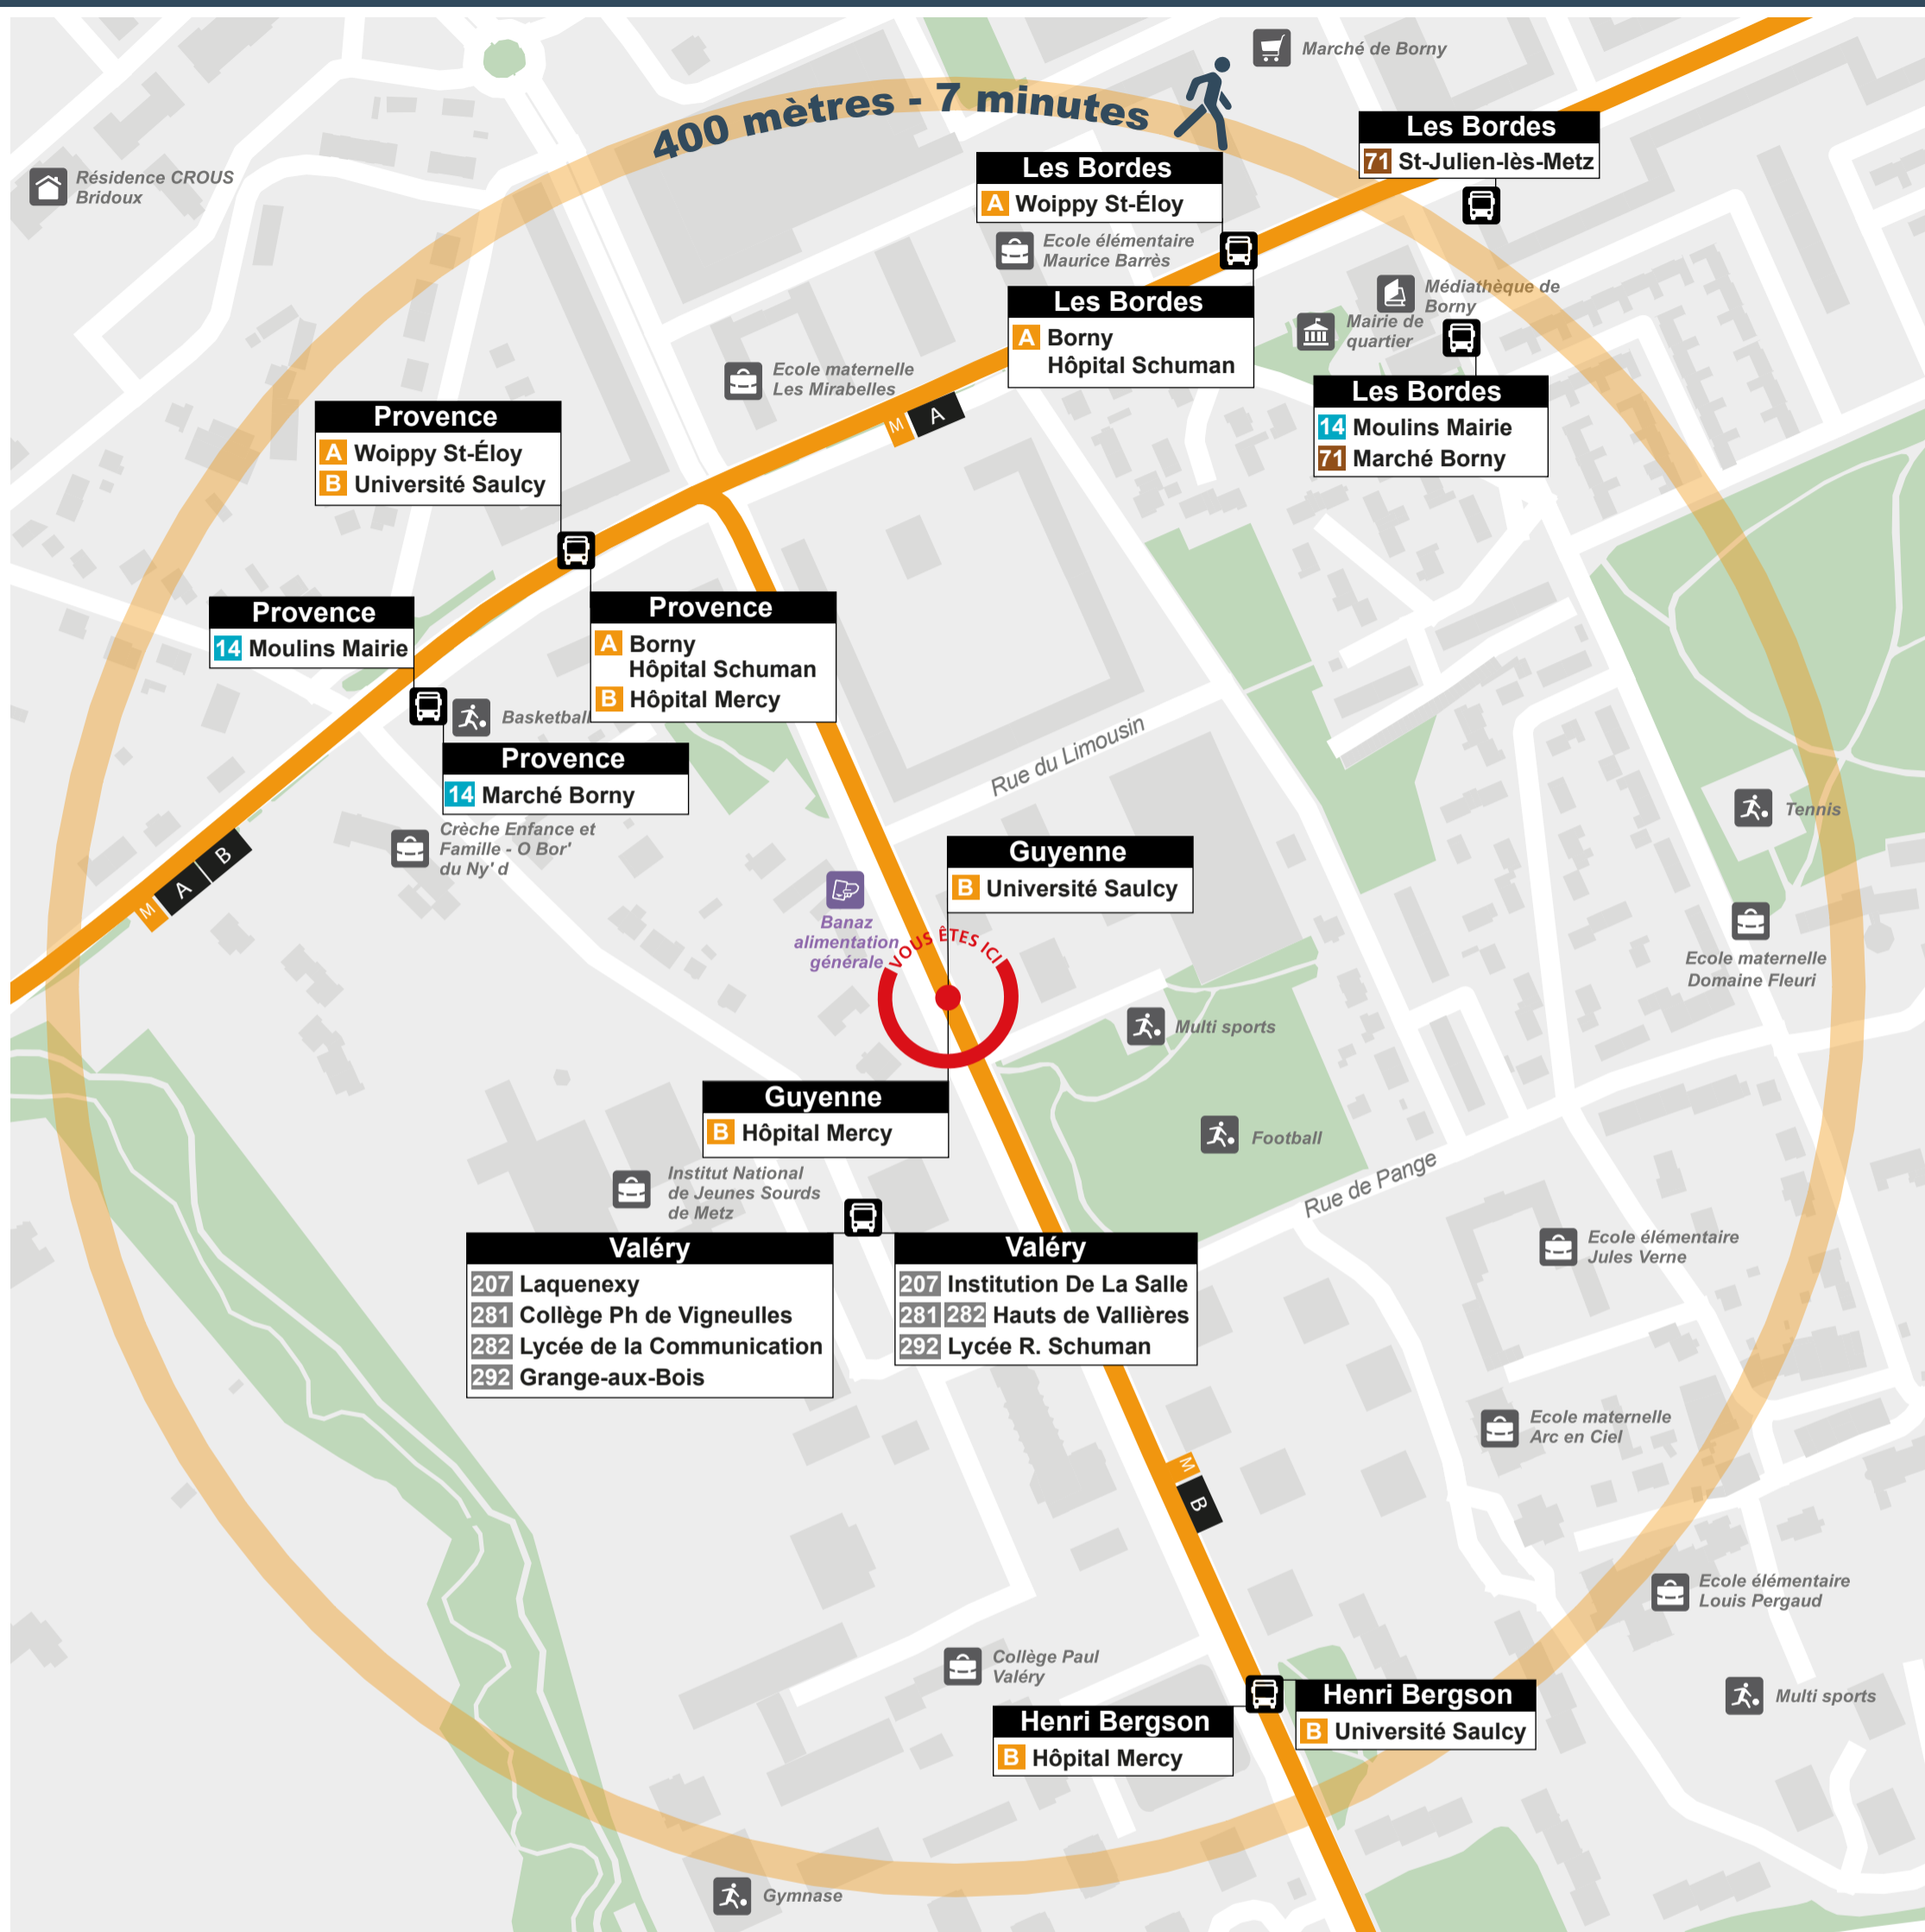 400 mètres - 7 minutes
Marché de Borny
Résidence CROUS
Bridoux
Les Bordes
71 St-Julien-lès-Metz
Les Bordes
A Woippy St-Éloy
Ecole élémentaire
Maurice Barrès
Les Bordes
A Borny
Hôpital Schuman
Médiathèque de
Borny
Mairie de
quartier
Les Bordes
14 Moulins Mairie
71 Marché Borny
Ecole maternelle
Les Mirabelles
M A
Provence
A Woippy St-Éloy
B Université Saulcy
Provence
14 Moulins Mairie
Provence
A Borny
Hôpital Schuman
B Hôpital Mercy
Basketball
Provence
14 Marché Borny
Crèche Enfance et
Famille - O Bor'
du Ny' d
M A B
Rue du Limousin
Tennis
Guyenne
B Université Saulcy
Banaz
alimentation
générale
VOUS ÊTES ICI
Ecole maternelle
Domaine Fleuri
Multi sports
Guyenne
B Hôpital Mercy
Football
Rue de Pange
Institut National
de Jeunes Sourds
de Metz
Valéry
207 Laquenexy
281 Collège Ph de Vigneulles
282 Lycée de la Communication
292 Grange-aux-Bois
Valéry
207 Institution De La Salle
281 282 Hauts de Vallières
292 Lycée R. Schuman
Ecole élémentaire
Jules Verne
Ecole maternelle
Arc en Ciel
M B
Ecole élémentaire
Louis Pergaud
Collège Paul
Valéry
Multi sports
Henri Bergson
B Université Saulcy
Henri Bergson
B Hôpital Mercy
Gymnase